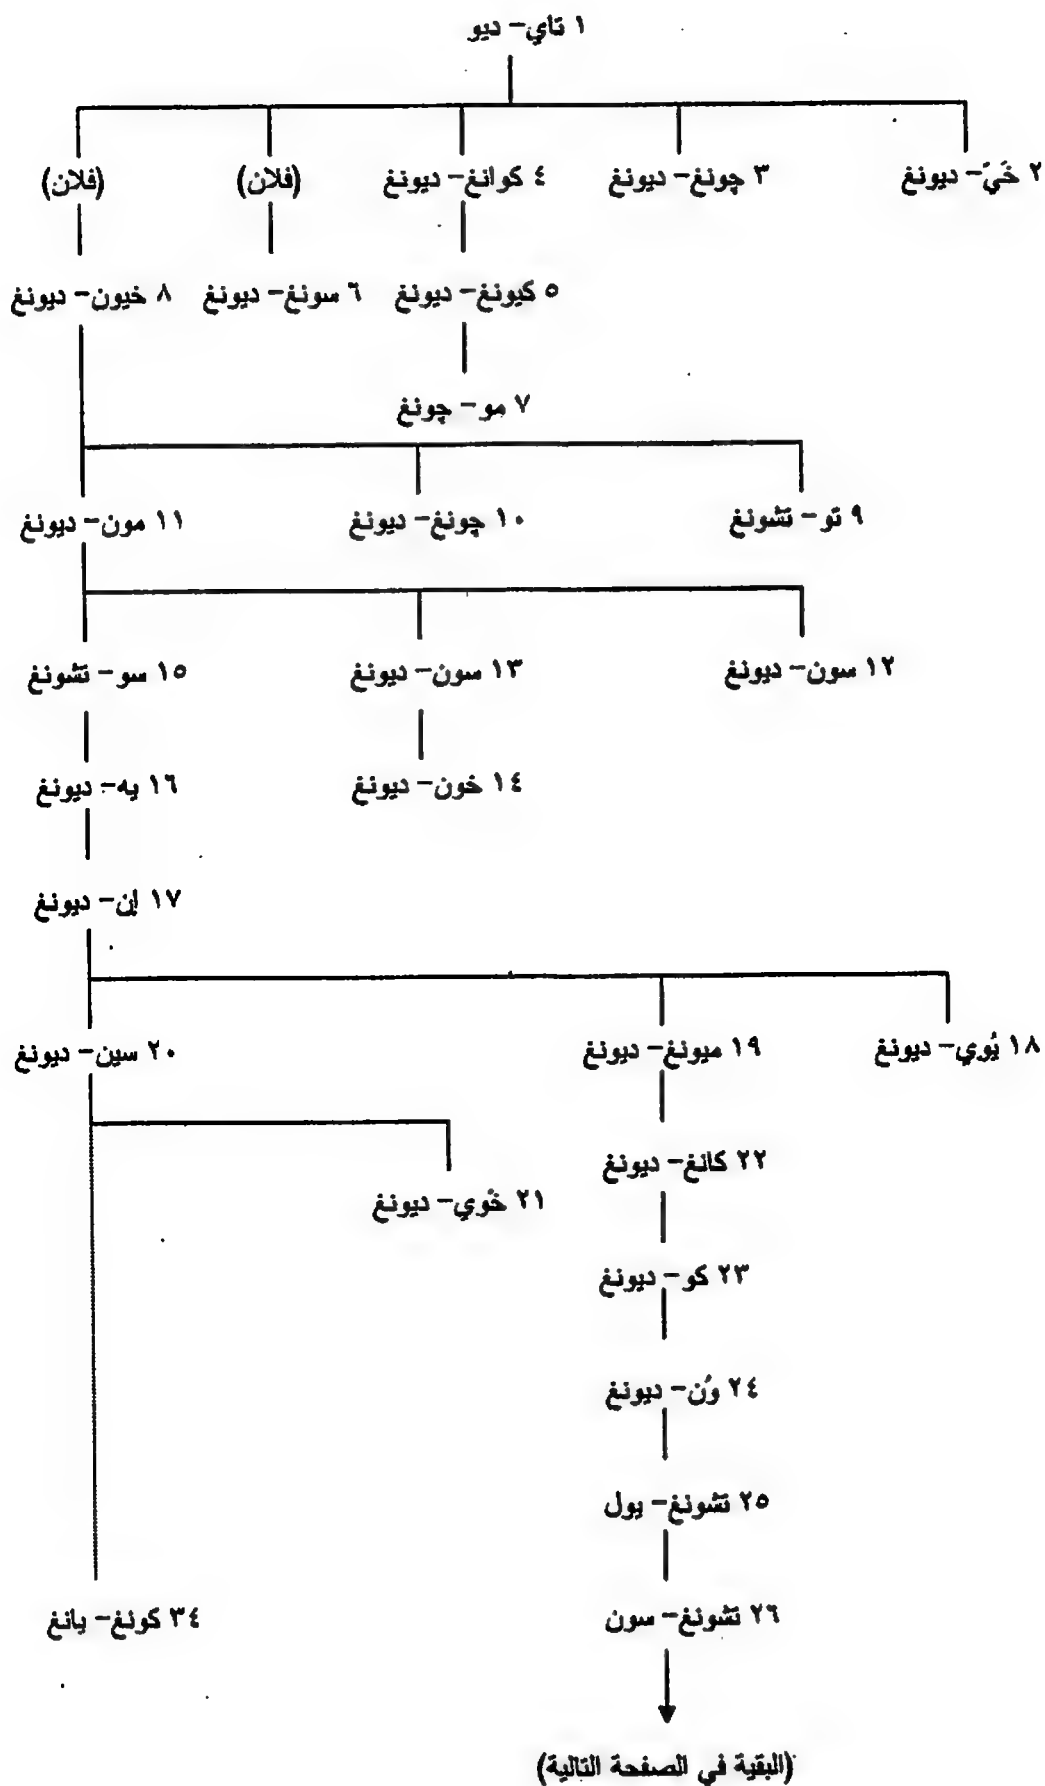 ١ تاي- ديو
٢ خَيّ- ديونغ ٣ چونغ- ديونغ ٤ كوانغ- ديونغ (فلان) (فلان)
٥ كيونغ- ديونغ ٦ سونغ- ديونغ ٨ خيون- ديونغ
٧ مو- چونغ
٩ تو- تشونغ ١٠ چونغ- ديونغ ١١ مون- ديونغ
١٢ سون- ديونغ ١٣ سون- ديونغ ١٥ سو- تشونغ
١٤ خون- ديونغ ١٦ يه- ديونغ
١٧ إن- ديونغ
١٨ يُوي- ديونغ ١٩ ميونغ- ديونغ ٢٠ سين- ديونغ
٢٢ كانغ- ديونغ
٢١ خْوي- ديونغ
٢٣ كو- ديونغ
٢٤ وُن- ديونغ
٢٥ تشونغ- يول
٢٦ تشونغ- سون ٣٤ كونغ- يانغ
(البقية في الصفحة التالية)